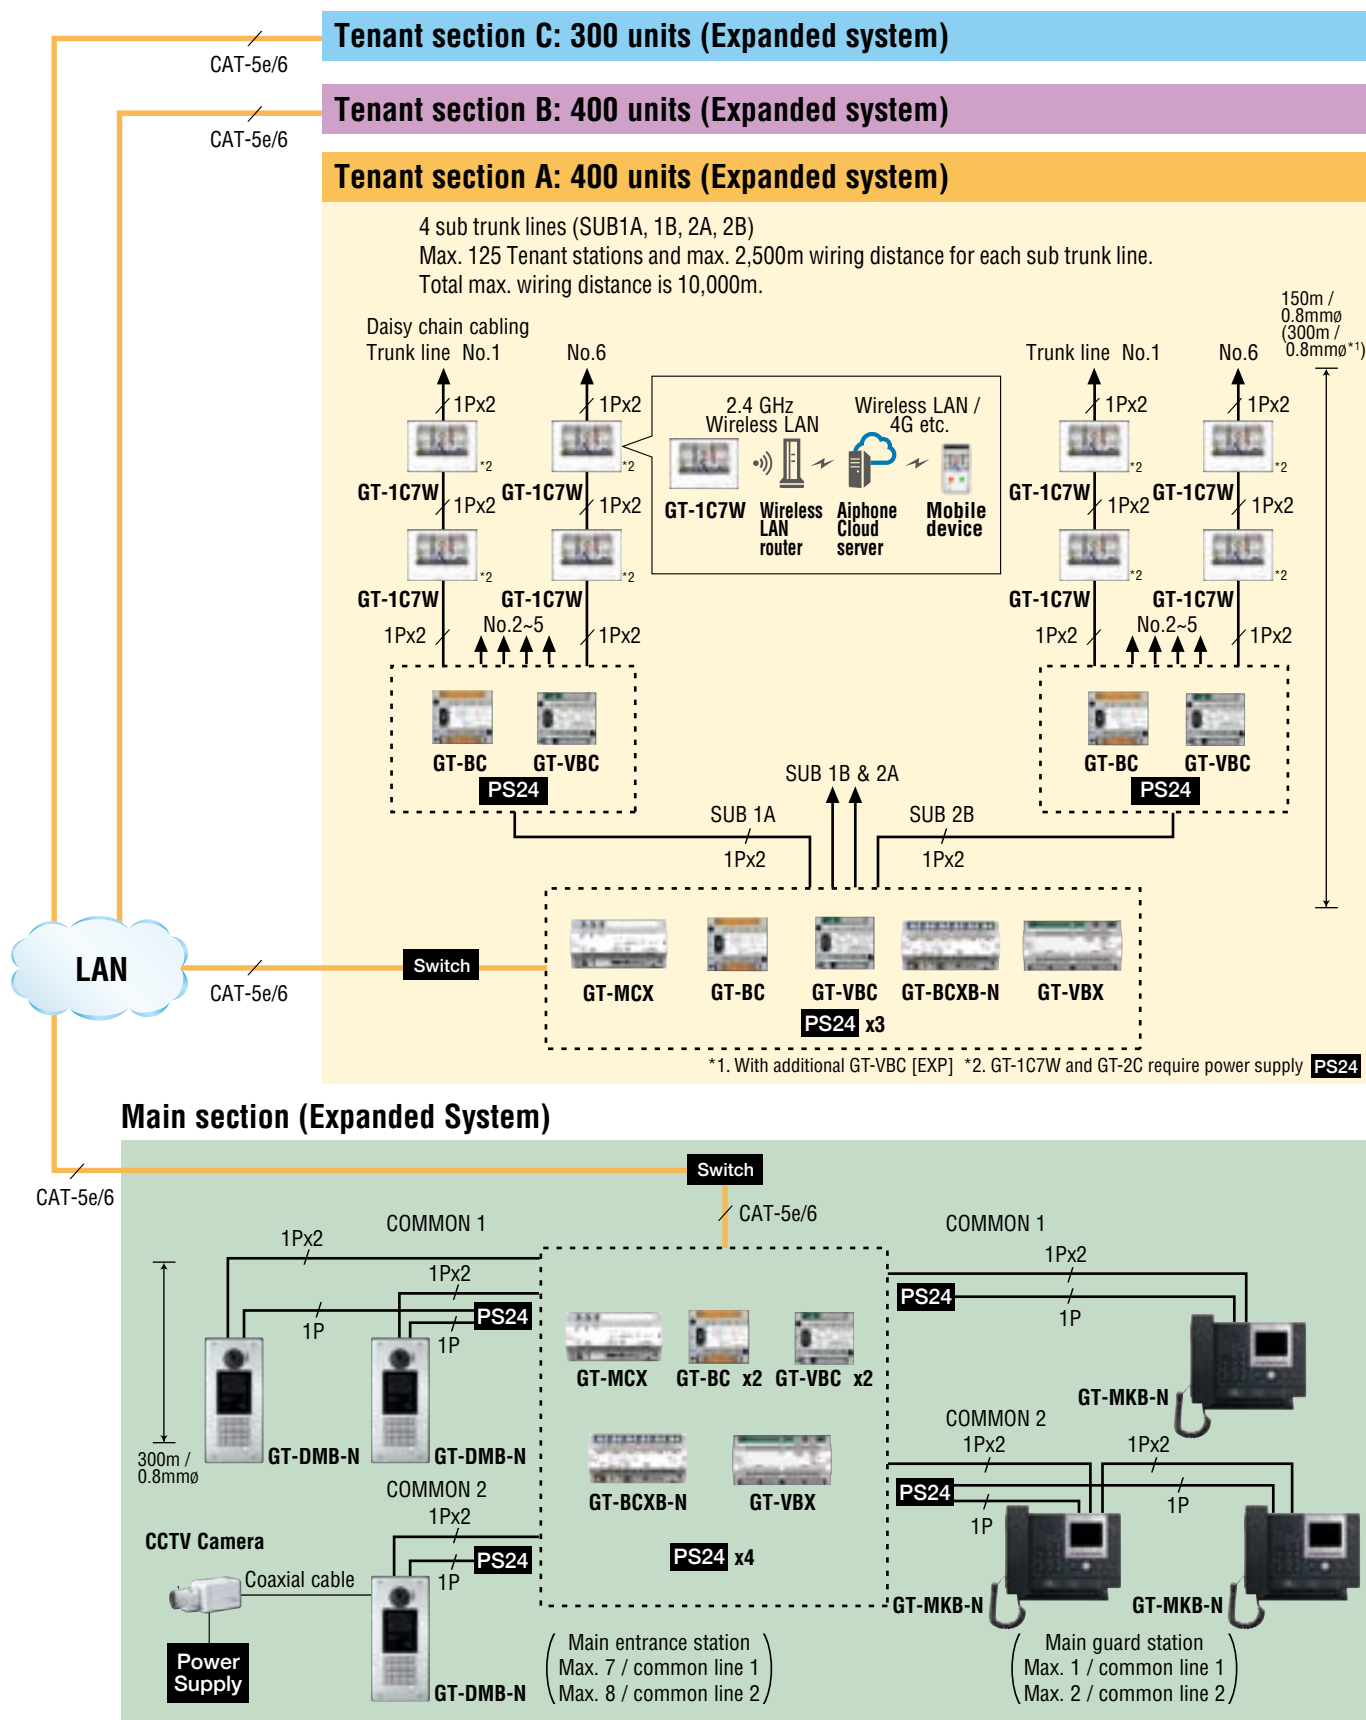 Tenant section C: 300 units (Expanded system)
CAT-5e/6
Tenant section B: 400 units (Expanded system)
CAT-5e/6
Tenant section A: 400 units (Expanded system)
4 sub trunk lines (SUB1A, 1B, 2A, 2B)
Max. 125 Tenant stations and max. 2,500m wiring distance for each sub trunk line.
Total max. wiring distance is 10,000m.
150m /
0.8mmø
(300m /
0.8mmø*1)
Daisy chain cabling
Trunk line No.1
No.6
Trunk line No.1
No.6
1Px2
1Px2
1Px2
1Px2
2.4 GHz
Wireless LAN
Wireless LAN /
4G etc.
*2
*2
*2
*2
GT-1C7W
GT-1C7W
GT-1C7W
Wireless
LAN
router
Aiphone
Cloud
server
Mobile
device
GT-1C7W
GT-1C7W
1Px2
1Px2
1Px2
1Px2
*2
*2
*2
*2
GT-1C7W
GT-1C7W
GT-1C7W
GT-1C7W
1Px2
No.2~5
1Px2
1Px2
No.2~5
1Px2
GT-BC
GT-VBC
PS24
GT-BC
GT-VBC
PS24
SUB 1B & 2A
SUB 1A
SUB 2B
1Px2
1Px2
LAN
CAT-5e/6
Switch
GT-MCX
GT-BC
GT-VBC
GT-BCXB-N
GT-VBX
PS24 x3
*1. With additional GT-VBC [EXP] *2. GT-1C7W and GT-2C require power supply PS24
Main section (Expanded System)
CAT-5e/6
Switch
CAT-5e/6
COMMON 1
1Px2
1Px2
PS24
1P
1P
GT-DMB-N
GT-DMB-N
300m /
0.8mmø
COMMON 2
1Px2
PS24
1P
CCTV Camera
Coaxial cable
Power
Supply
GT-DMB-N
GT-MCX
GT-BC x2
GT-VBC x2
GT-BCXB-N
GT-VBX
PS24 x4
COMMON 1
1Px2
PS24
1P
GT-MKB-N
COMMON 2
1Px2
1Px2
PS24
1P
1P
GT-MKB-N
GT-MKB-N
Main entrance station
Max. 7 / common line 1
Max. 8 / common line 2
Main guard station
Max. 1 / common line 1
Max. 2 / common line 2